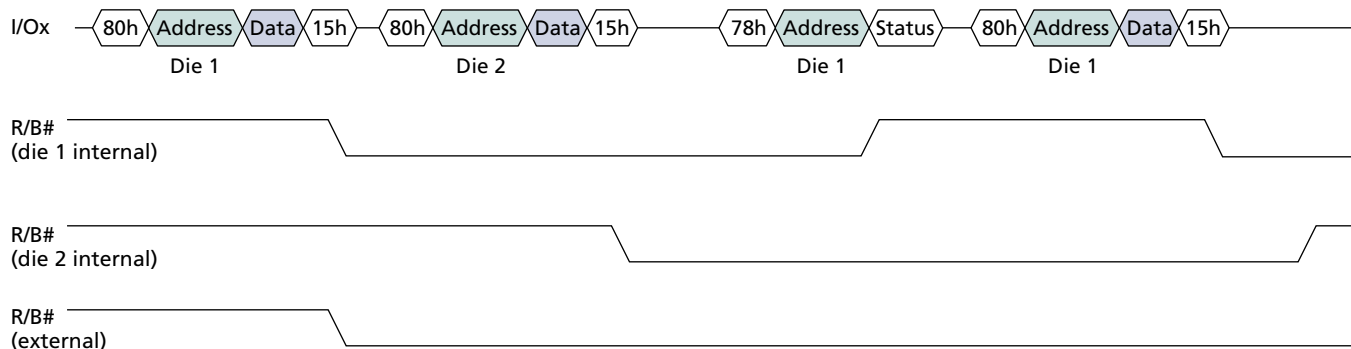 I/Ox 80h Address Data 15h 80h Address Data 15h 78h Address Status 80h Address Data 15h
Die 1 Die 2 Die 1 Die 1
R/B#
(die 1 internal)
R/B#
(die 2 internal)
R/B#
(external)